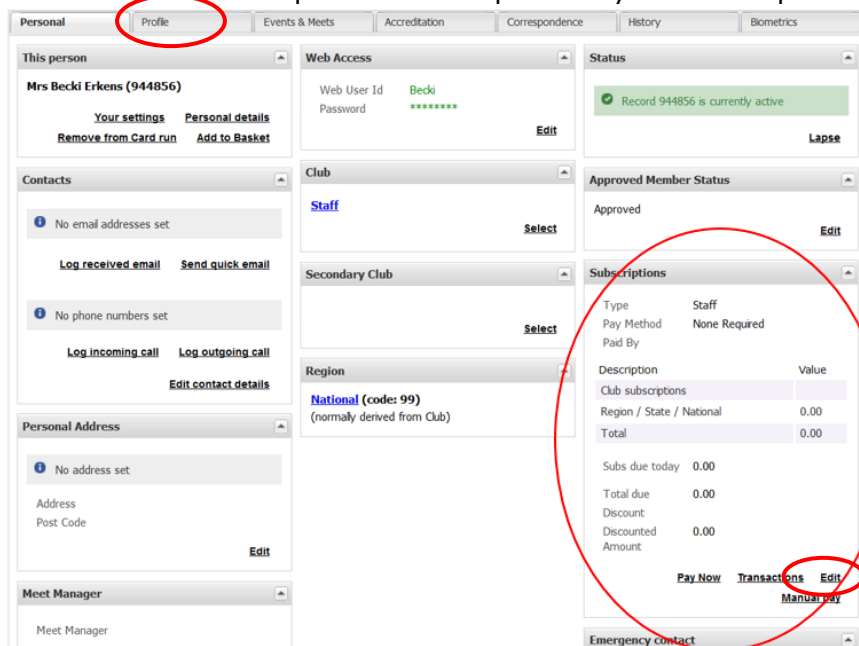 Personal
Profile
Events & Meets
Accreditation
Correspondence
History
Biometrics
This person
Mrs Becki Erkens (944856)
Your settings Personal details
Remove from Card run Add to Basket
Contacts
No email addresses set
Log received email Send quick email
No phone numbers set
Log incoming call Log outgoing call
Edit contact details
Personal Address
No address set
Address
Post Code
Edit
Meet Manager
Meet Manager
Web Access
Web User Id Becki
Password ********
Edit
Club
Staff
Select
Secondary Club
Select
Region
National (code: 99)
(normally derived from Club)
Status
Record 944856 is currently active
Lapse
Approved Member Status
Approved
Edit
Subscriptions
Type Staff
Pay Method None Required
Paid By
Description Value
Club subscriptions
Region / State / National 0.00
Total 0.00
Subs due today 0.00
Total due 0.00
Discount
Discounted 0.00
Amount
Pay Now Transactions Edit
Manual pay
Emergency contact